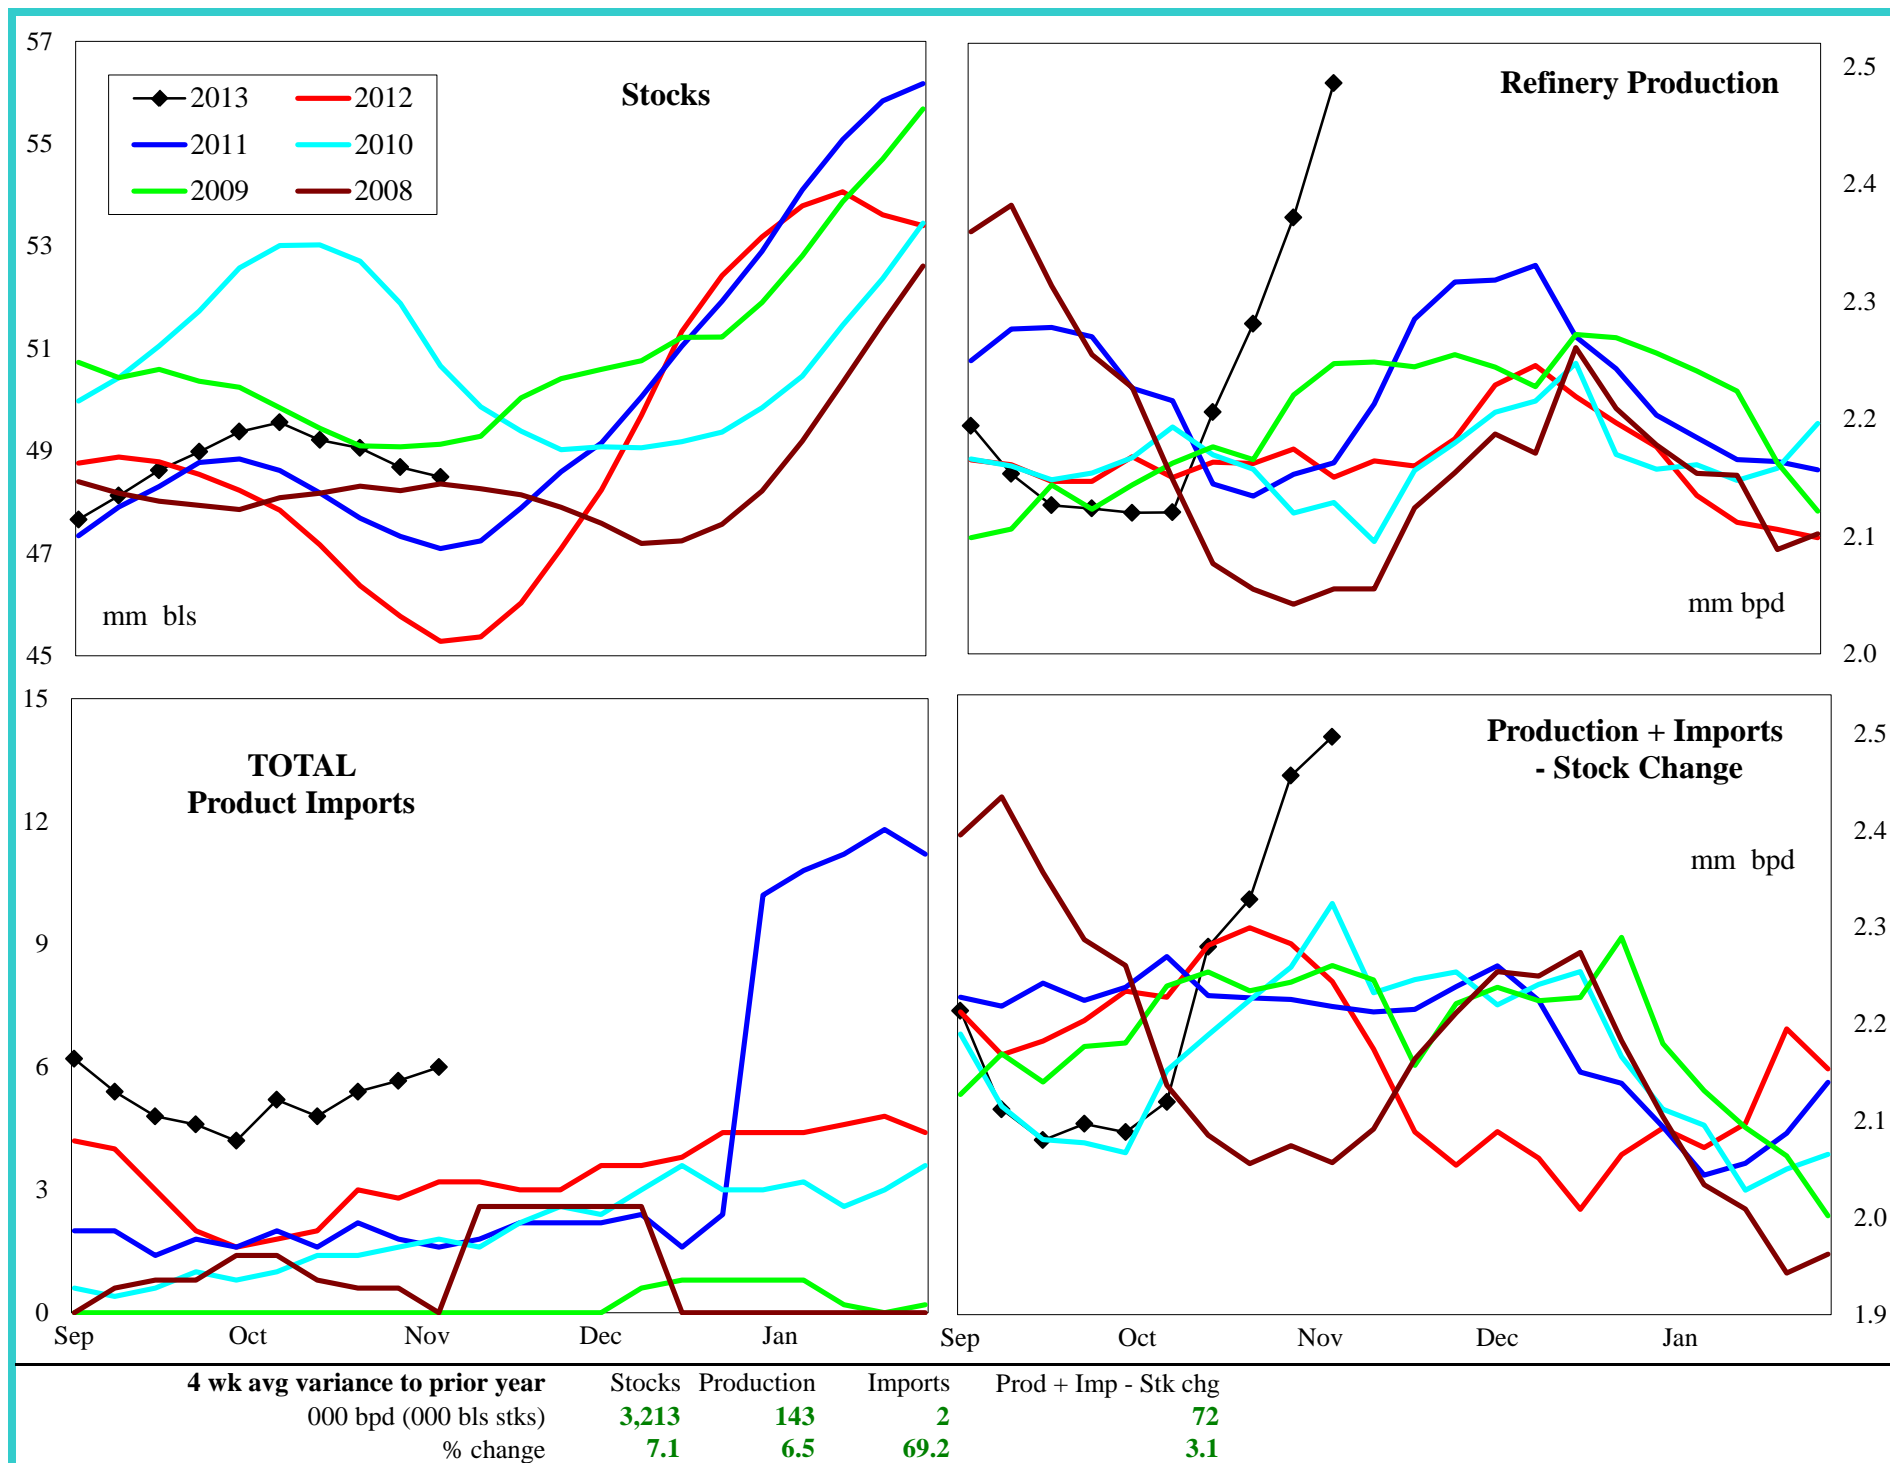 57
55
53
51
49
47
45
2013
2012
2011
2010
2009
2008
Stocks
mm bls
Refinery Production
mm bpd
2.5
2.4
2.3
2.2
2.1
2.0
15
12
9
6
3
0
TOTAL
Product Imports
Sep Oct Nov Dec Jan
Production + Imports
- Stock Change
mm bpd
2.5
2.4
2.3
2.2
2.1
2.0
1.9
Sep Oct Nov Dec Jan
4 wk avg variance to prior year Stocks Production Imports Prod + Imp - Stk chg
000 bpd (000 bls stks) 3,213 143 2 72
% change 7.1 6.5 69.2 3.1